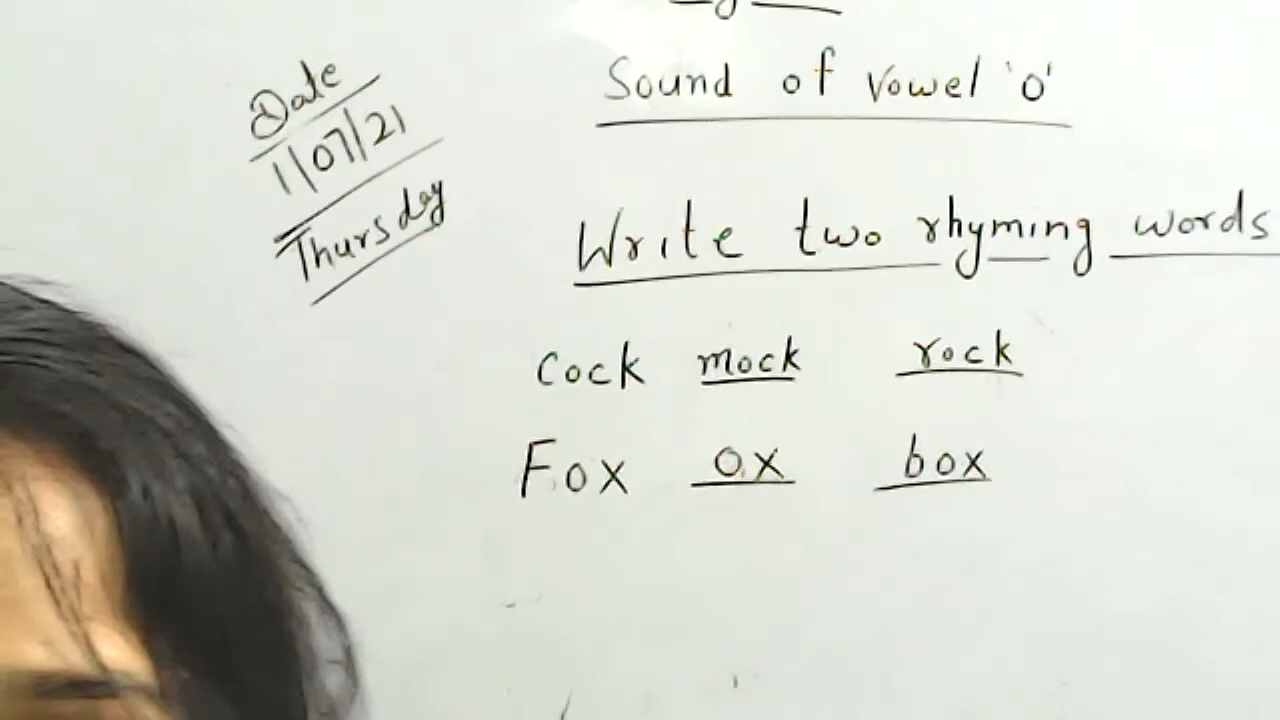 Date
1/07/21
Thursday
Sound of Vowel 'o'
Write two rhyming words
Cock mock rock
Fox ox box